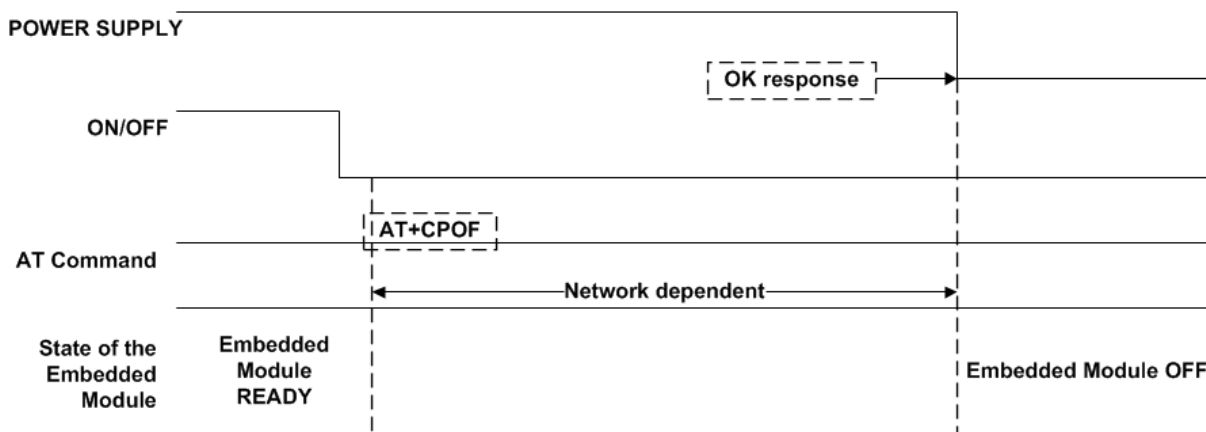 POWER SUPPLY
OK response
ON/OFF
AT+CPOF
AT Command
Network dependent
State of the
Embedded
Module
Embedded
Module
READY
Embedded Module OFF